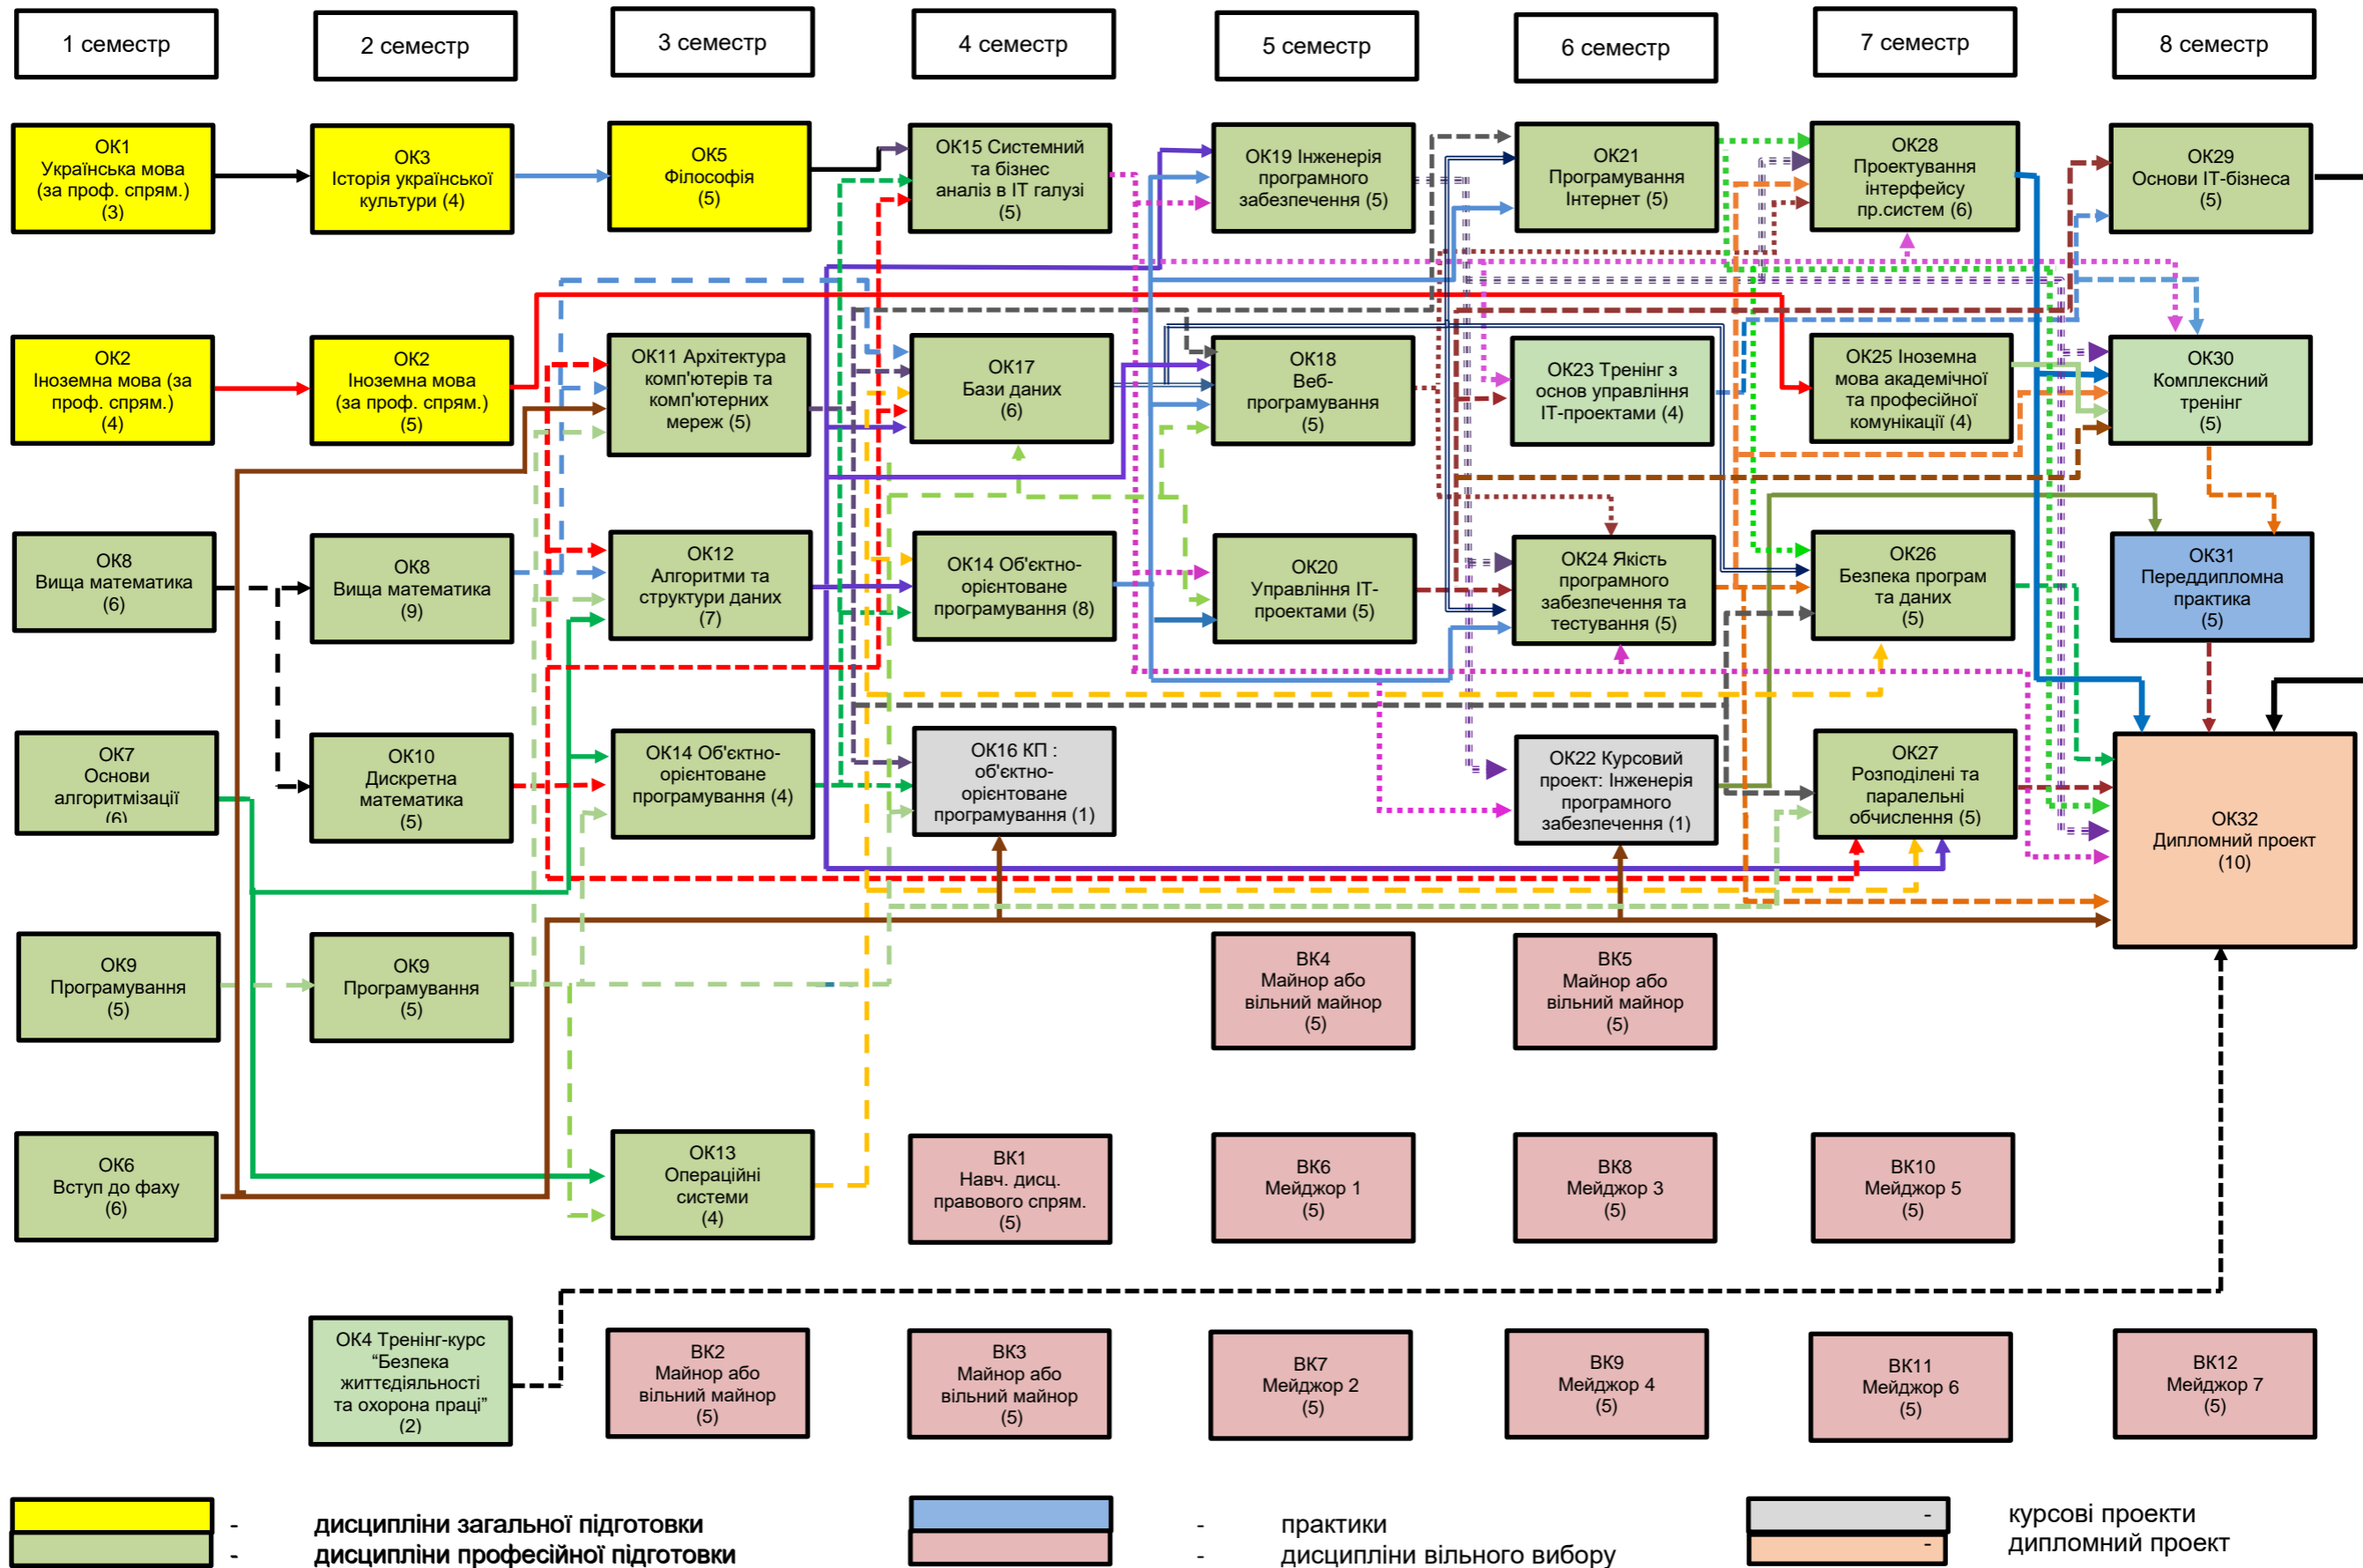 1 семестр
2 семестр
3 семестр
4 семестр
5 семестр
6 семестр
7 семестр
8 семестр
ОК1
Українська мова
(за проф. спрям.)
(3)
ОК3
Історія української
культури (4)
ОК5
Філософія
(5)
ОК15 Системний
та бізнес
аналіз в ІТ галузі
(5)
ОК19 Інженерія
програмного
забезпечення (5)
ОК21
Програмування
Інтернет (5)
ОК28
Проектування
інтерфейсу
пр.систем (6)
ОК29
Основи ІТ-бізнеса
(5)
ОК2
Іноземна мова (за
проф. спрям.)
(4)
ОК2
Іноземна мова
(за проф. спрям.)
(5)
ОК11 Архітектура
комп'ютерів та
комп'ютерних
мереж (5)
ОК17
Бази даних
(6)
ОК18
Веб-
програмування
(5)
ОК23 Тренінг з
основ управління
ІТ-проектами (4)
ОК25 Іноземна
мова академічної
та професійної
комунікації (4)
ОК30
Комплексний
тренінг
(5)
ОК8
Вища математика
(6)
ОК8
Вища математика
(9)
ОК12
Алгоритми та
структури даних
(7)
ОК14 Об'єктно-
орієнтоване
програмування (8)
ОК20
Управління ІТ-
проектами (5)
ОК24 Якість
програмного
забезпечення та
тестування (5)
ОК26
Безпека програм
та даних
(5)
ОК31
Переддипломна
практика
(5)
ОК7
Основи
алгоритмізації
(6)
ОК10
Дискретна
математика
(5)
ОК14 Об'єктно-
орієнтоване
програмування (4)
ОК16 КП :
об'єктно-
орієнтоване
програмування (1)
ОК22 Курсовий
проект: Інженерія
програмного
забезпечення (1)
ОК27
Розподілені та
паралельні
обчислення (5)
ОК32
Дипломний проект
(10)
ОК9
Програмування
(5)
ОК9
Програмування
(5)
ВК4
Майнор або
вільний майнор
(5)
ВК5
Майнор або
вільний майнор
(5)
ОК6
Вступ до фаху
(6)
ОК13
Операційні
системи
(4)
ВК1
Навч. дисц.
правового спрям.
(5)
ВК6
Мейджор 1
(5)
ВК8
Мейджор 3
(5)
ВК10
Мейджор 5
(5)
ОК4 Тренінг-курс
“Безпека
життєдіяльності
та охорона праці”
(2)
ВК2
Майнор або
вільний майнор
(5)
ВК3
Майнор або
вільний майнор
(5)
ВК7
Мейджор 2
(5)
ВК9
Мейджор 4
(5)
ВК11
Мейджор 6
(5)
ВК12
Мейджор 7
(5)
- дисципліни загальної підготовки
- дисципліни професійної підготовки
- практики
- дисципліни вільного вибору
- курсові проекти
- дипломний проект